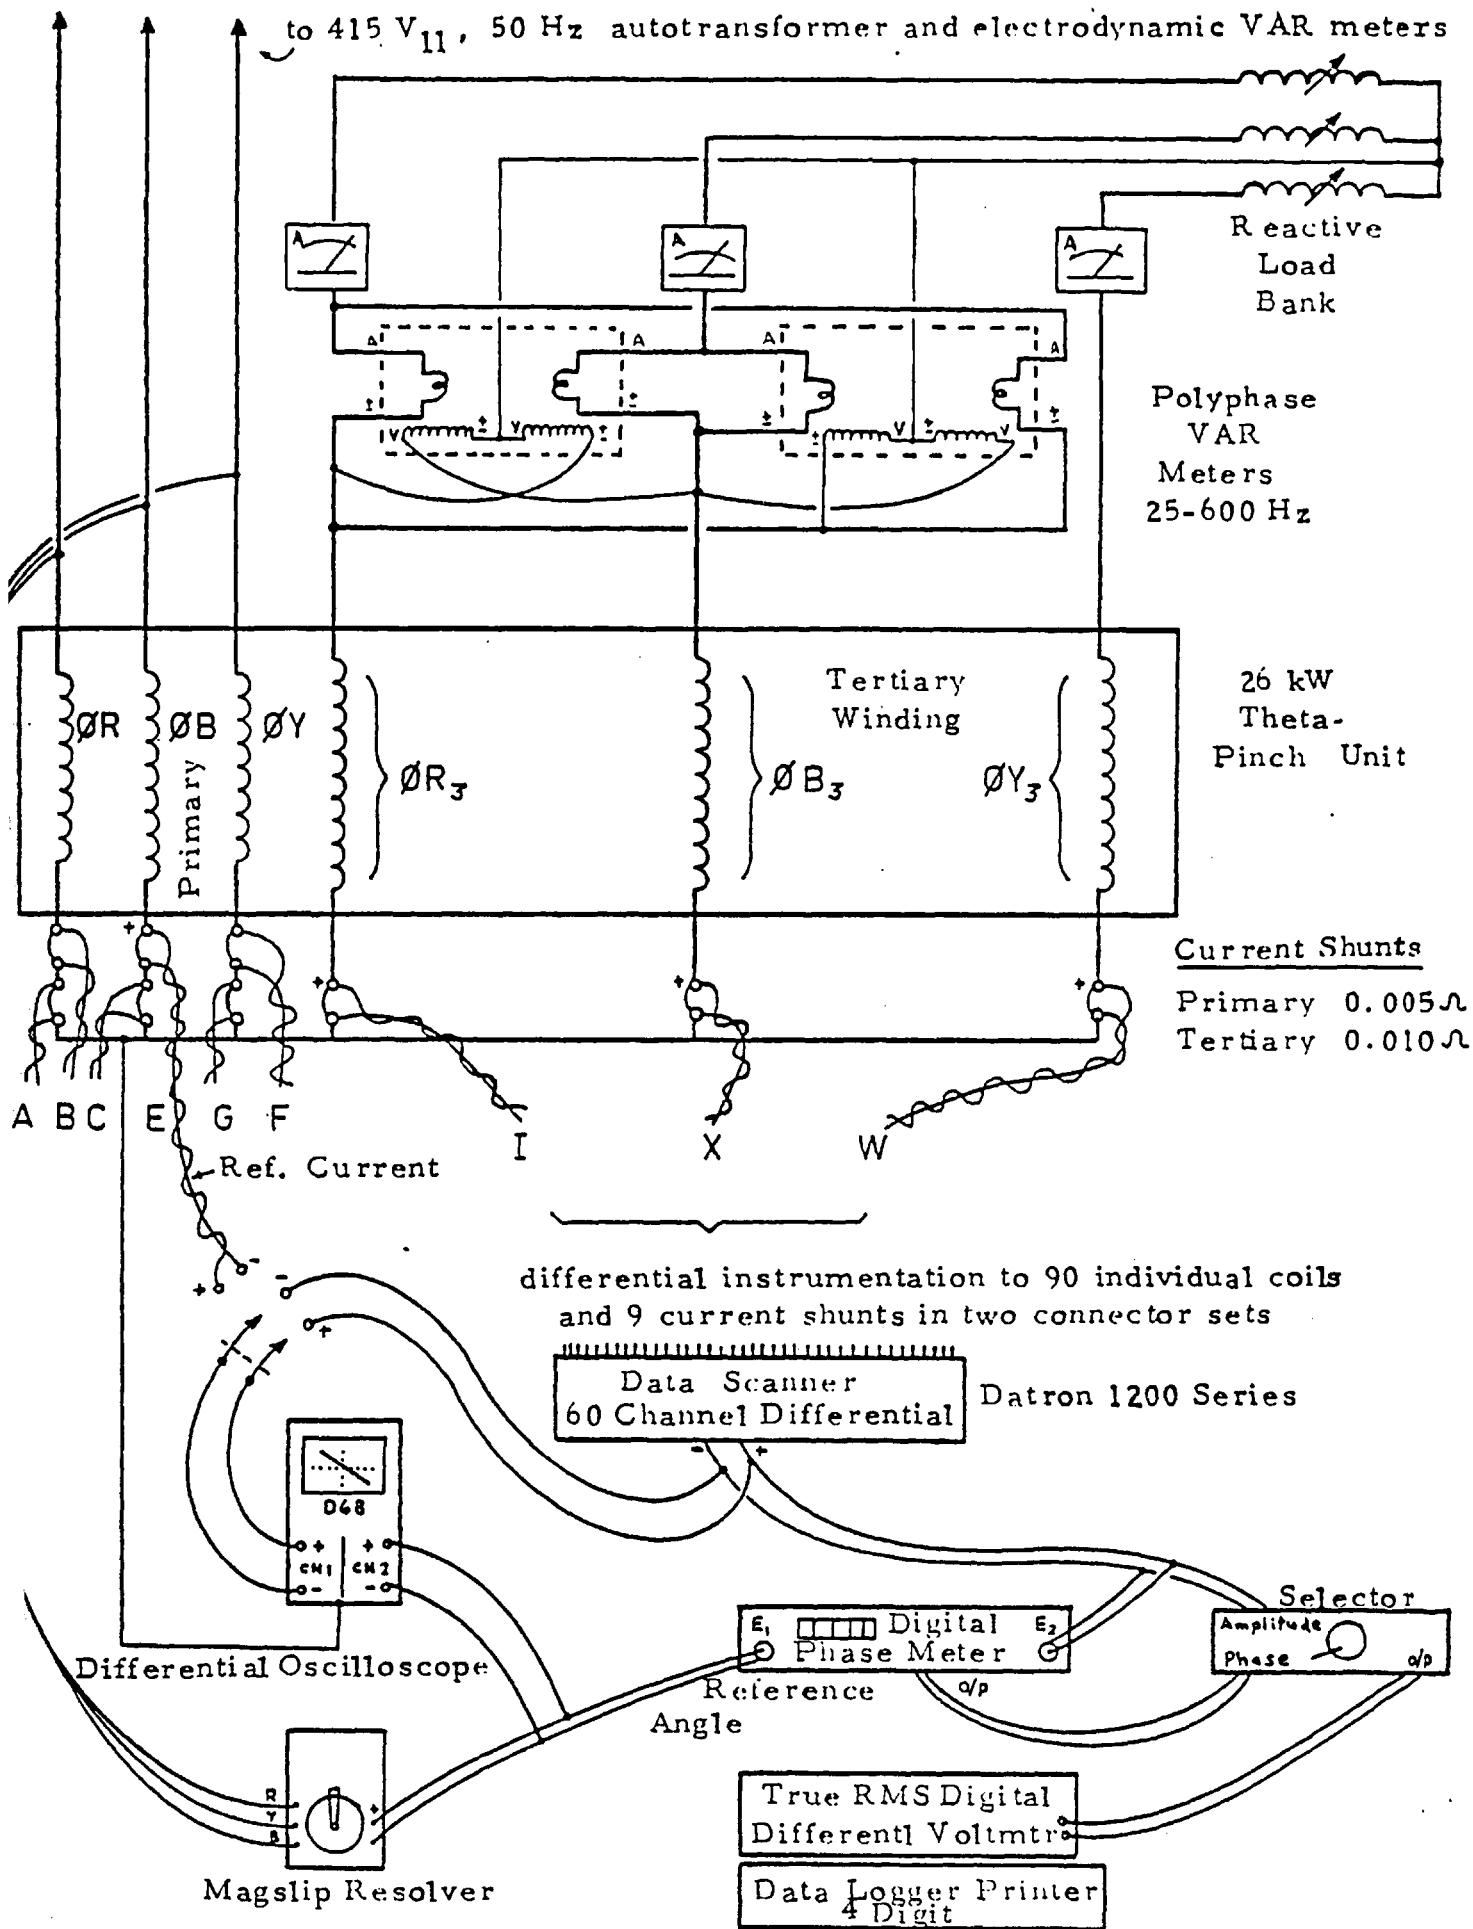 to 415 V11, 50 Hz autotransformer and electrodynamic VAR meters
A
A
A
Reactive
Load
Bank
A
A
A
A
±
±
±
±
V
±
V
±
±
V
±
V
Polyphase
VAR
Meters
25-600 Hz
ØR
ØB
ØY
Primary
ØR3
Tertiary
Winding
ØB3
ØY3
26 kW
Theta-
Pinch Unit
+
+
+
+
Current Shunts
Primary 0.005Ω
Tertiary 0.010Ω
A B C E G F
I
X
W
Ref. Current
+ -
-
+
differential instrumentation to 90 individual coils
and 9 current shunts in two connector sets
Data Scanner
60 Channel Differential
Datron 1200 Series
- +
D68
+ +
CH1 CH2
- -
Differential Oscilloscope
E1
Digital
Phase Meter
E2
o/p
Reference
Angle
Selector
Amplitude
Phase
o/p
R
Y
B
+
-
Magslip Resolver
True RMS Digital
Differentl Voltmtr
Data Logger Printer
4 Digit